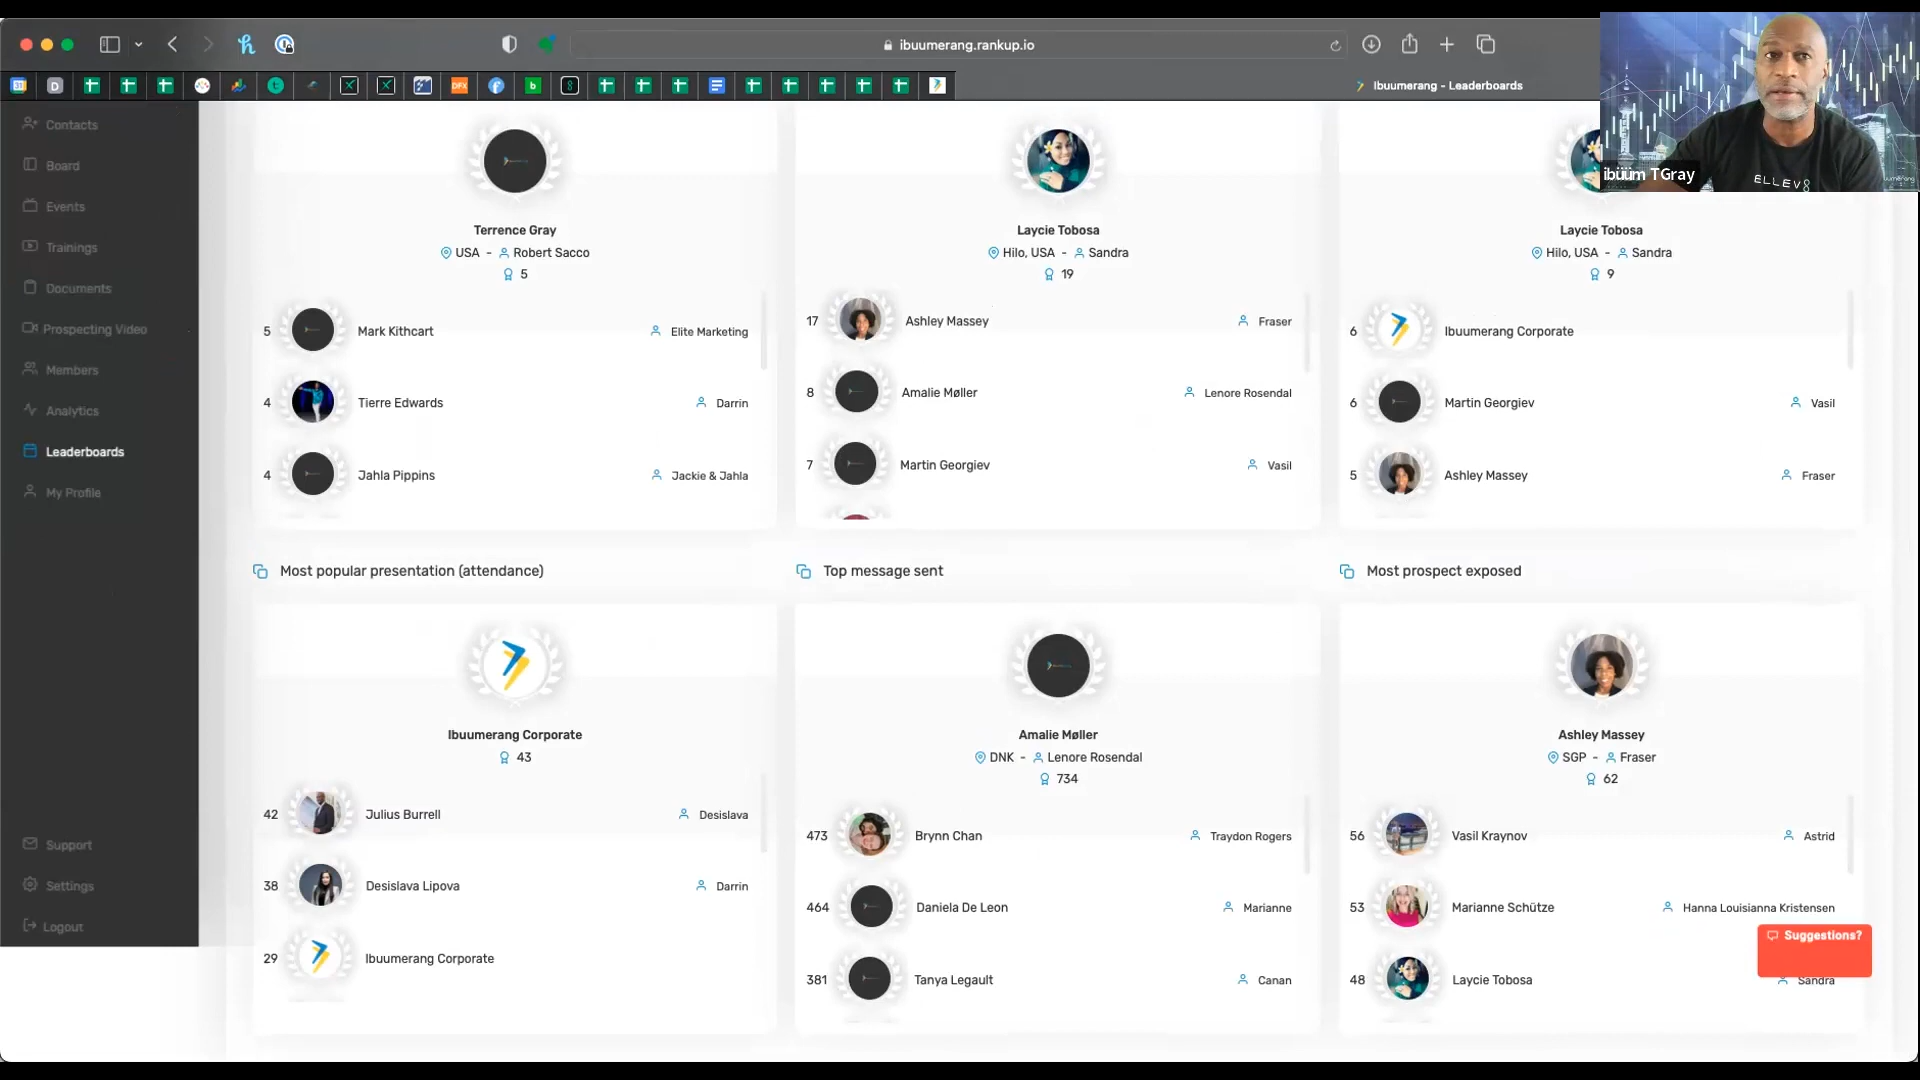 ibuumerang.rankup.io
Ibuumerang - Leaderboards
ibüüm TGray
ELLEV8
Contacts
Board
Events
Trainings
Documents
Prospecting Video
Members
Analytics
Leaderboards
My Profile
Support
Settings
Logout
Terrence Gray
USA - Robert Sacco
5
5 Mark Kithcart Elite Marketing
4 Tierre Edwards Darrin
4 Jahla Pippins Jackie & Jahla
Laycie Tobosa
Hilo, USA - Sandra
19
17 Ashley Massey Fraser
8 Amalie Møller Lenore Rosendal
7 Martin Georgiev Vasil
Laycie Tobosa
Hilo, USA - Sandra
9
6 Ibuumerang Corporate
6 Martin Georgiev Vasil
5 Ashley Massey Fraser
Most popular presentation (attendance)
Ibuumerang Corporate
43
42 Julius Burrell Desislava
38 Desislava Lipova Darrin
29 Ibuumerang Corporate
Top message sent
Amalie Møller
DNK - Lenore Rosendal
734
473 Brynn Chan Traydon Rogers
464 Daniela De Leon Marianne
381 Tanya Legault Canan
Most prospect exposed
Ashley Massey
SGP - Fraser
62
56 Vasil Kraynov Astrid
53 Marianne Schütze Hanna Louisianna Kristensen
48 Laycie Tobosa Sandra
Suggestions?